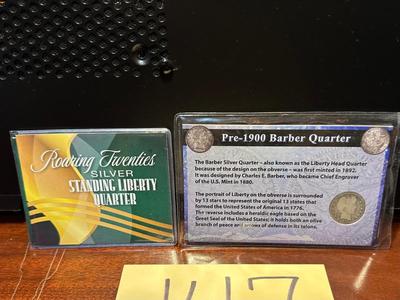 Roaring Twenties
SILVER
STANDING LIBERTY
QUARTER
Pre-1900 Barber Quarter
The Barber Silver Quarter – also known as the Liberty Head Quarter
because of the design on the obverse – was first minted in 1892.
It was designed by Charles E. Barber, who became Chief Engraver
of the U.S. Mint in 1880.
The portrait of Liberty on the obverse is surrounded
by 13 stars to represent the original 13 states that
formed the United States of America in 1776.
The reverse includes a heraldic eagle based on the
Great Seal of the United States; it holds both an olive
branch of peace and arrows of defense in its talons.
K17